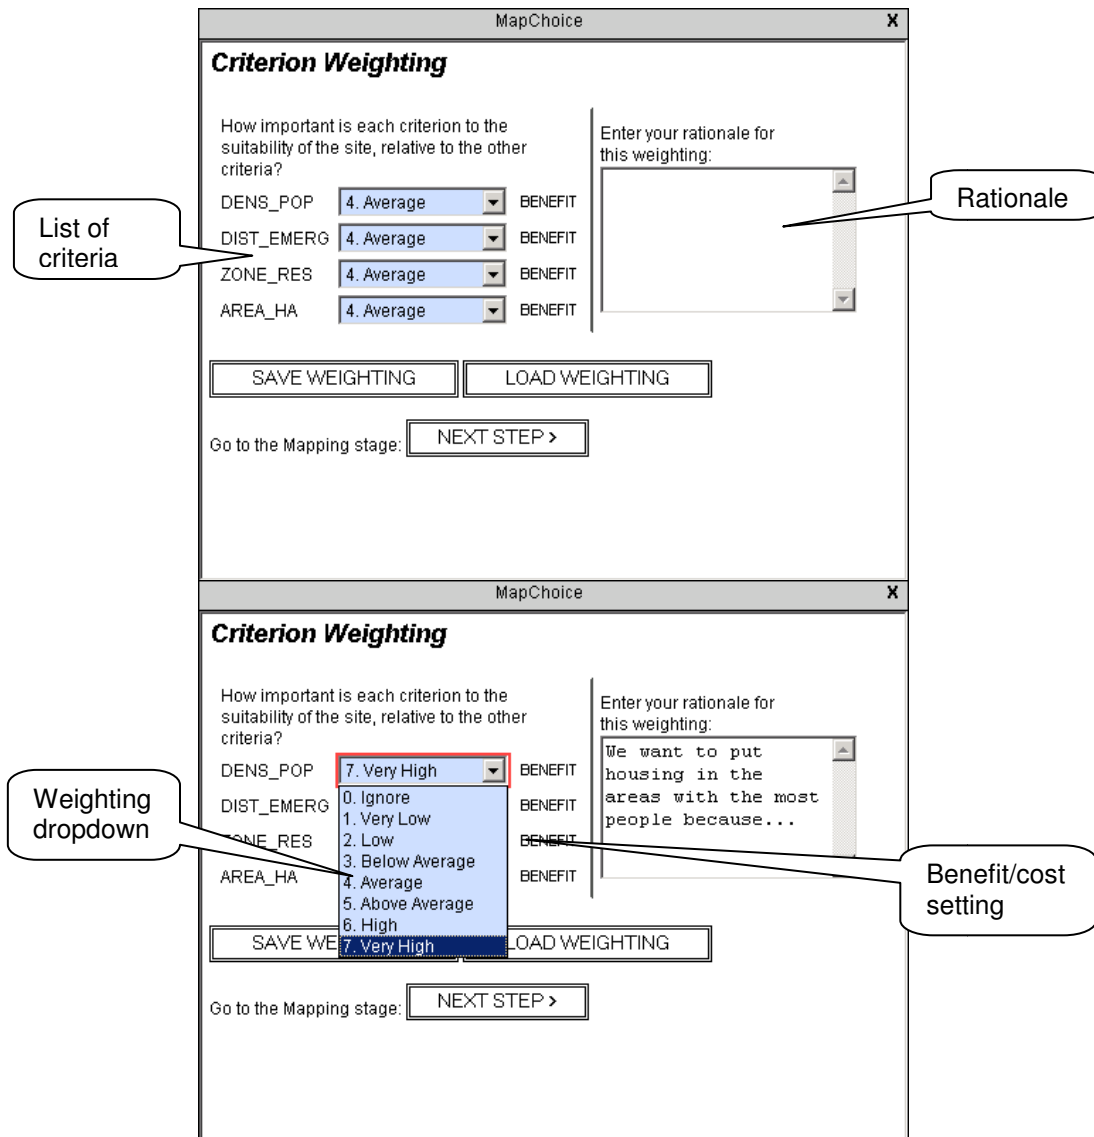 MapChoice X
Criterion Weighting
How important is each criterion to the
suitability of the site, relative to the other
criteria?
DENS_POP 4. Average BENEFIT
DIST_EMERG 4. Average BENEFIT
ZONE_RES 4. Average BENEFIT
AREA_HA 4. Average BENEFIT
Enter your rationale for
this weighting:
List of
criteria
Rationale
SAVE WEIGHTING LOAD WEIGHTING
Go to the Mapping stage: NEXT STEP >
MapChoice X
Criterion Weighting
How important is each criterion to the
suitability of the site, relative to the other
criteria?
DENS_POP 7. Very High BENEFIT
DIST_EMERG BENEFIT
ZONE_RES BENEFIT
AREA_HA BENEFIT
0. Ignore
1. Very Low
2. Low
3. Below Average
4. Average
5. Above Average
6. High
7. Very High
Enter your rationale for
this weighting:
We want to put
housing in the
areas with the most
people because...
Weighting
dropdown
Benefit/cost
setting
SAVE WE LOAD WEIGHTING
Go to the Mapping stage: NEXT STEP >